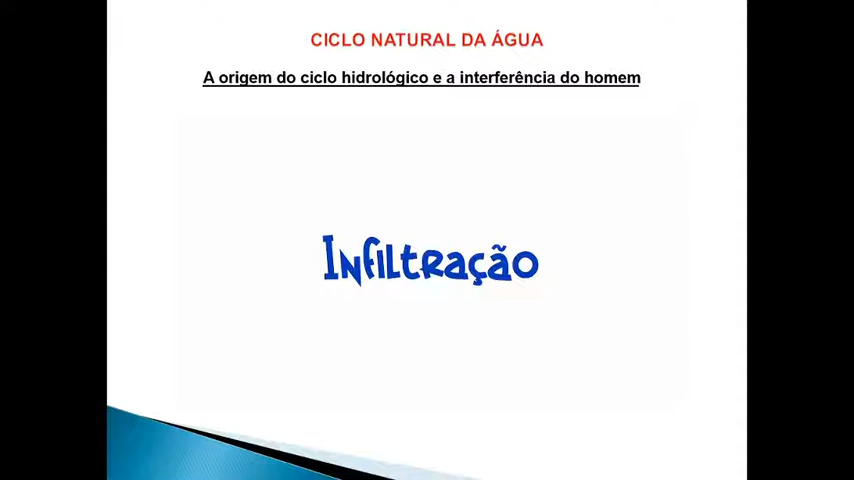 CICLO NATURAL DA ÁGUA
A origem do ciclo hidrológico e a interferência do homem
Infiltração